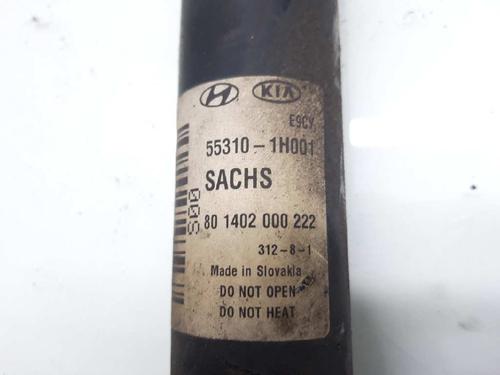 KIA
E9CY
55310-1H001
SACHS
80 1402 000 222
312-8-1
Made in Slovakia
DO NOT OPEN
DO NOT HEAT
S00